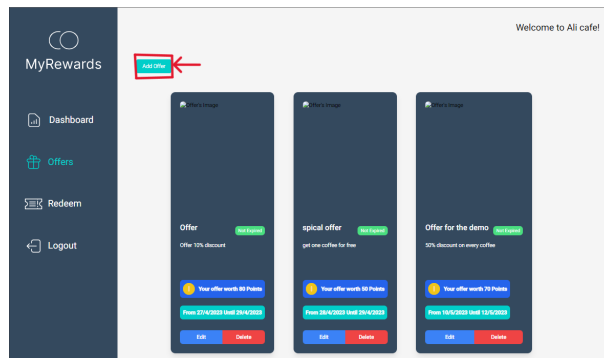 Welcome to Ali cafe!
MyRewards
Add Offer
Dashboard
Offers
Redeem
Logout
Offer's Image
Offer
Not Expired
Offer 10% discount
Your offer worth 80 Points
From 27/4/2023 Until 29/4/2023
Edit
Delete
Offer's Image
spical offer
Not Expired
get one coffee for free
Your offer worth 50 Points
From 28/4/2023 Until 29/4/2023
Edit
Delete
Offer's Image
Offer for the demo
Not Expired
50% discount on every coffee
Your offer worth 70 Points
From 10/5/2023 Until 12/5/2023
Edit
Delete